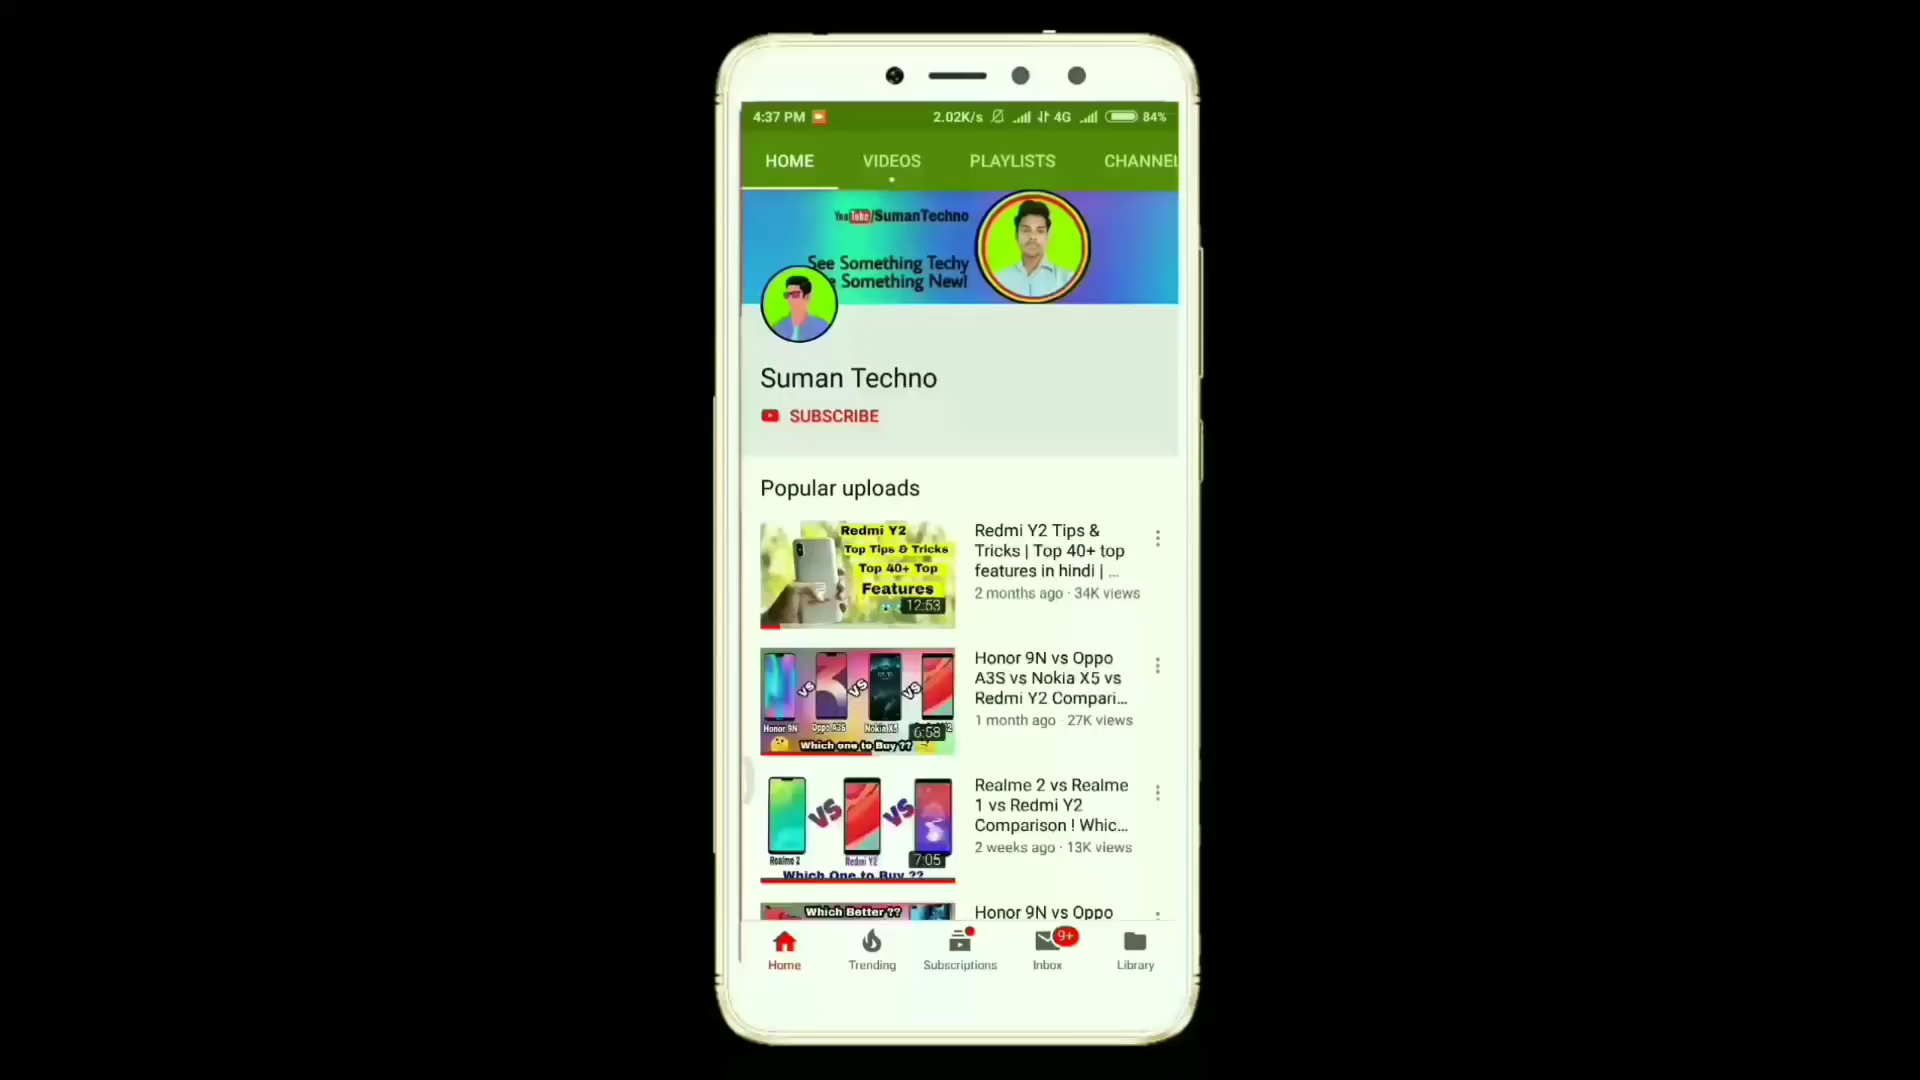 4:37 PM 2.02K/s 4G 84%
HOME VIDEOS PLAYLISTS CHANNEL
YouTube/SumanTechno
See Something Techy
Something New!
Suman Techno
SUBSCRIBE
Popular uploads
Redmi Y2
Top Tips & Tricks
Top 40+ Top
Features
12:53
Redmi Y2 Tips &
Tricks | Top 40+ top
features in hindi | ...
2 months ago · 34K views
VS VS VS
Honor 9N Oppo A3S Nokia X5
6:58
Which one to Buy ??
Honor 9N vs Oppo
A3S vs Nokia X5 vs
Redmi Y2 Compari...
1 month ago · 27K views
VS VS
Realme 2 Redmi Y2
7:05
Which One to Buy ??
Realme 2 vs Realme
1 vs Redmi Y2
Comparison ! Whic...
2 weeks ago · 13K views
Which Better ??
Honor 9N vs Oppo
9+
Home Trending Subscriptions Inbox Library